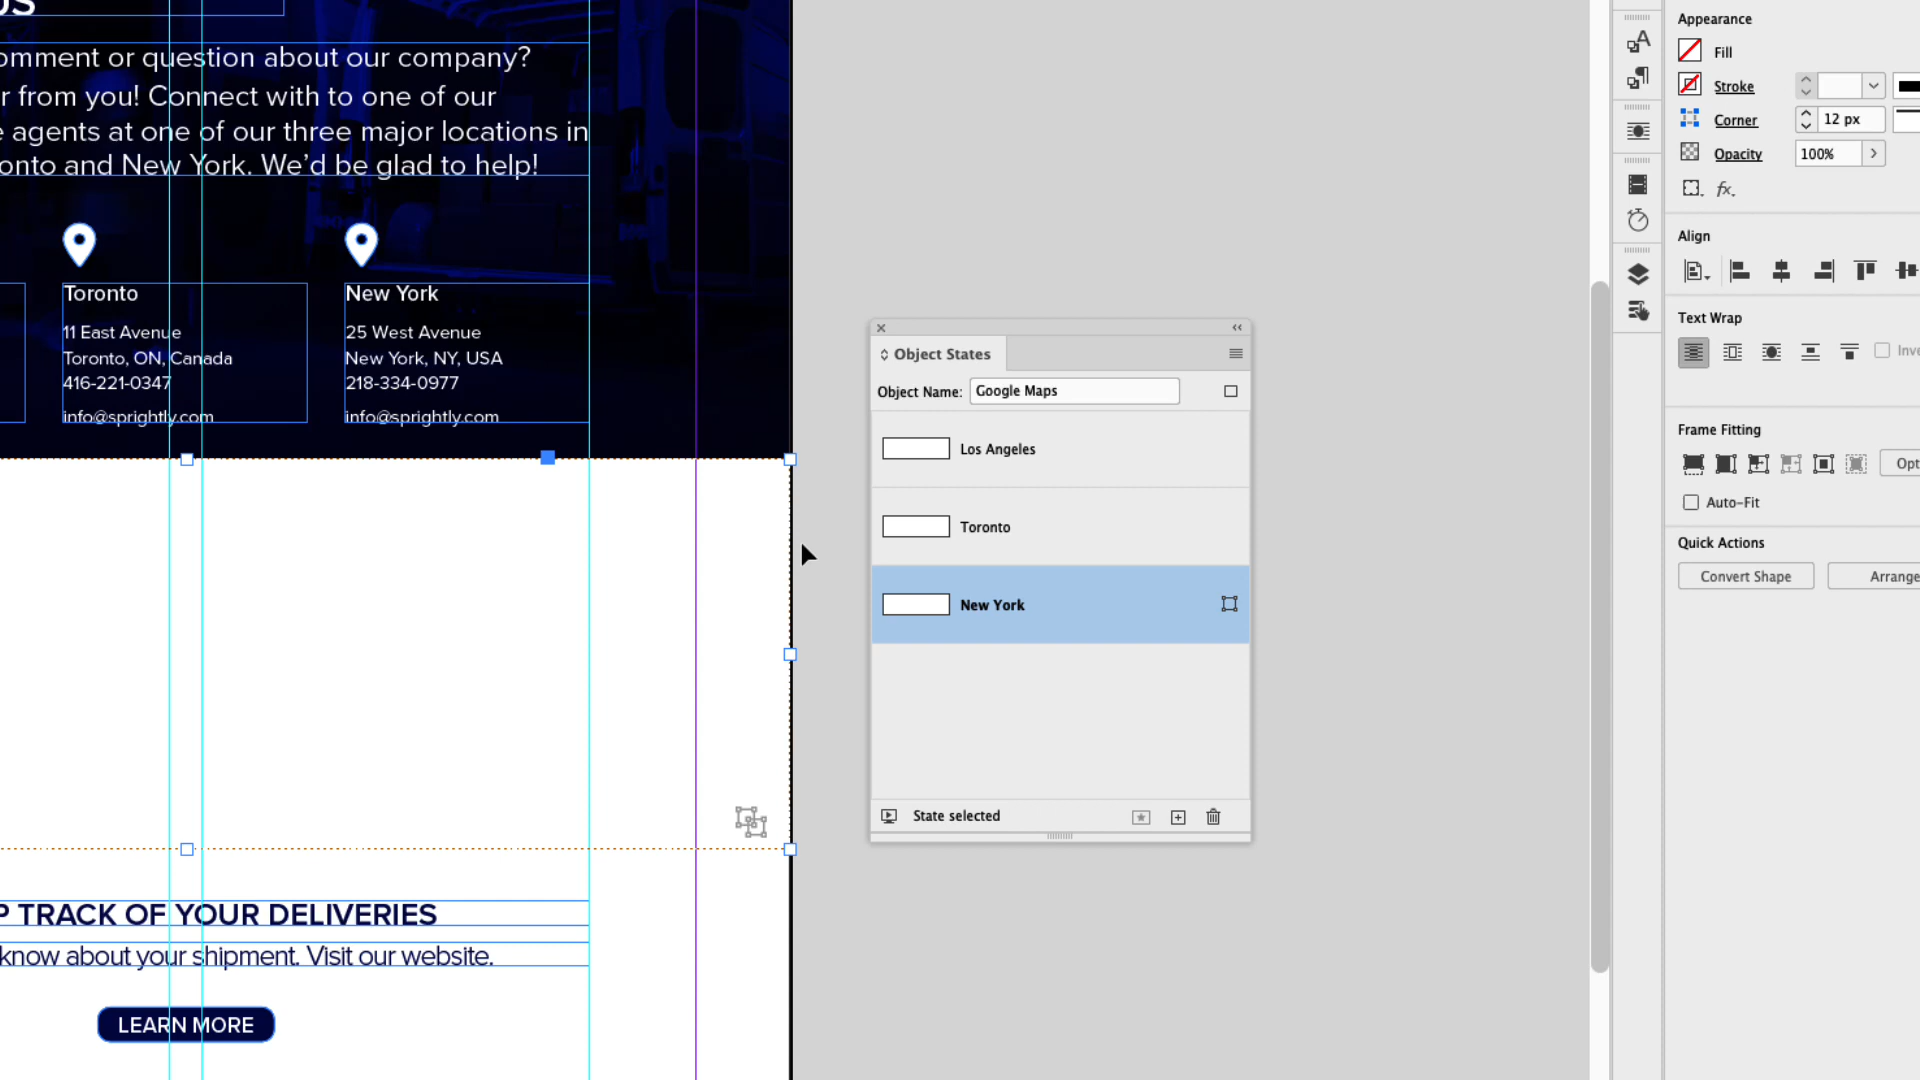 US
omment or question about our company?
r from you! Connect with to one of our
e agents at one of our three major locations in
onto and New York. We’d be glad to help!
Toronto
11 East Avenue
Toronto, ON, Canada
416-221-0347
info@sprightly.com
New York
25 West Avenue
New York, NY, USA
218-334-0977
info@sprightly.com
P TRACK OF YOUR DELIVERIES
know about your shipment. Visit our website.
LEARN MORE
Object States
Object Name: Google Maps
Los Angeles
Toronto
New York
State selected
Appearance
Fill
Stroke
Corner 12 px
Opacity 100%
fx.
Align
Text Wrap
Inve
Frame Fitting
Opt
Auto-Fit
Quick Actions
Convert Shape Arrange